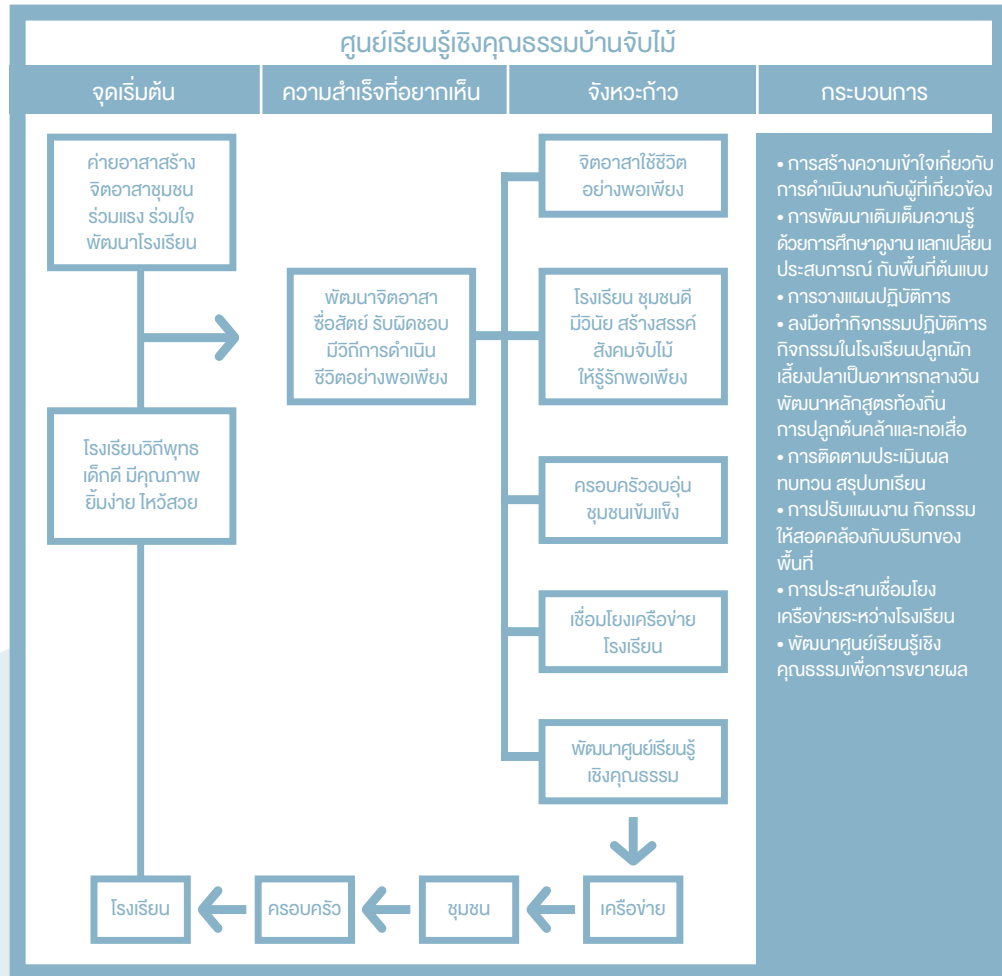 ศูนย์เรียนรู้เชิงคุณธรรมบ้านจับไม้
จุดเริ่มต้น
ความสำเร็จที่อยากเห็น
จังหวะก้าว
กระบวนการ
ค่ายอาสาสร้าง
จิตอาสาชุมชน
ร่วมแรง ร่วมใจ
พัฒนาโรงเรียน
โรงเรียนวิถีพุทธ
เด็กดี มีคุณภาพ
ยิ้มง่าย ไหว้สวย
พัฒนาจิตอาสา
ซื่อสัตย์ รับผิดชอบ
มีวิถีการดำเนิน
ชีวิตอย่างพอเพียง
จิตอาสาใช้ชีวิต
อย่างพอเพียง
โรงเรียน ชุมชนดี
มีวินัย สร้างสรรค์
สังคมจับไม้
ให้รู้รักพอเพียง
ครอบครัวอบอุ่น
ชุมชนเข้มแข็ง
เชื่อมโยงเครือข่าย
โรงเรียน
พัฒนาศูนย์เรียนรู้
เชิงคุณธรรม
• การสร้างความเข้าใจเกี่ยวกับ
การดำเนินงานกับผู้ที่เกี่ยวข้อง
• การพัฒนาเติมเต็มความรู้
ด้วยการศึกษาดูงาน แลกเปลี่ยน
ประสบการณ์ กับพื้นที่ต้นแบบ
• การวางแผนปฏิบัติการ
• ลงมือทำกิจกรรมปฏิบัติการ
กิจกรรมในโรงเรียนปลูกผัก
เลี้ยงปลาเป็นอาหารกลางวัน
พัฒนาหลักสูตรท้องถิ่น
การปลูกต้นคล้าและทอเสื่อ
• การติดตามประเมินผล
ทบทวน สรุปบทเรียน
• การปรับแผนงาน กิจกรรม
ให้สอดคล้องกับบริบทของ
พื้นที่
• การประสานเชื่อมโยง
เครือข่ายระหว่างโรงเรียน
• พัฒนาศูนย์เรียนรู้เชิง
คุณธรรมเพื่อการขยายผล
โรงเรียน
ครอบครัว
ชุมชน
เครือข่าย